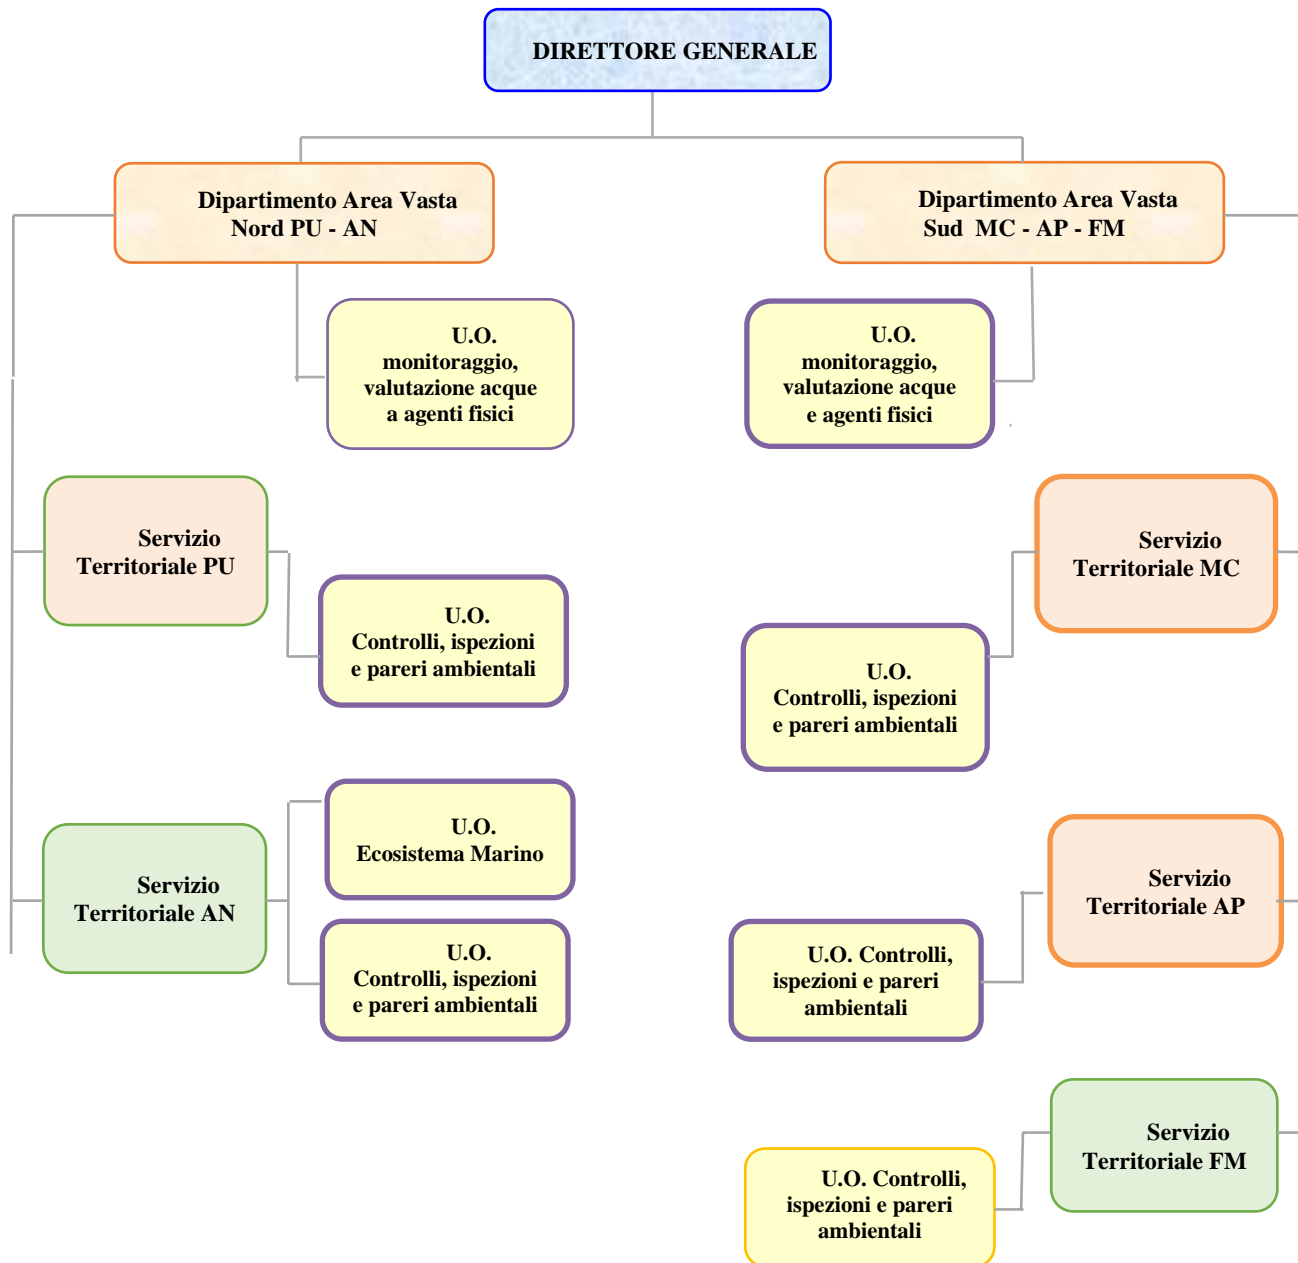 DIRETTORE GENERALE
Dipartimento Area Vasta
Nord PU - AN
Dipartimento Area Vasta
Sud MC - AP - FM
U.O.
monitoraggio,
valutazione acque
a agenti fisici
U.O.
monitoraggio,
valutazione acque
e agenti fisici
Servizio
Territoriale PU
U.O.
Controlli, ispezioni
e pareri ambientali
Servizio
Territoriale MC
U.O.
Controlli, ispezioni
e pareri ambientali
U.O.
Ecosistema Marino
Servizio
Territoriale AN
U.O.
Controlli, ispezioni
e pareri ambientali
Servizio
Territoriale AP
U.O. Controlli,
ispezioni e pareri
ambientali
Servizio
Territoriale FM
U.O. Controlli,
ispezioni e pareri
ambientali